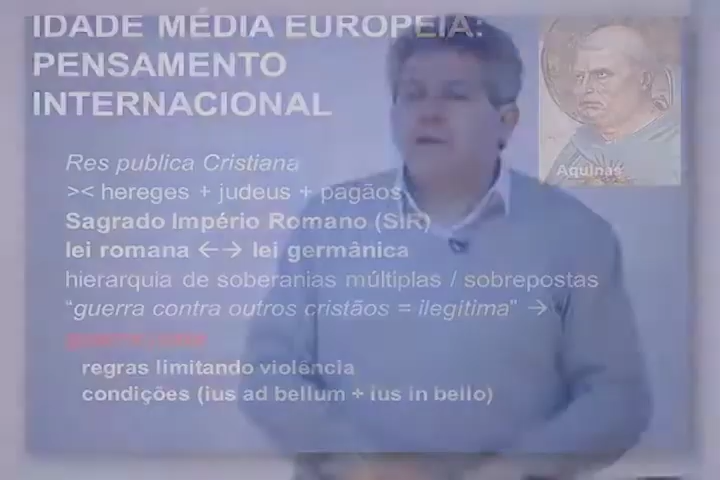 IDADE MÉDIA EUROPEIA:
PENSAMENTO
INTERNACIONAL
Aquinas
Res publica Cristiana
>< hereges + judeus + pagãos
Sagrado Império Romano (SIR)
lei romana ←→ lei germânica
hierarquia de soberanias múltiplas / sobrepostas
“guerra contra outros cristãos = ilegitima” →
regras limitando violência
condições (ius ad bellum + ius in bello)